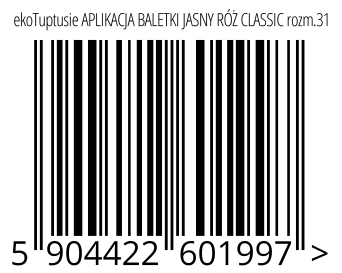 ekoTuptusie APLIKACJA BALETKI JASNY RÓŻ CLASSIC rozm.31
5 904422 601997 >